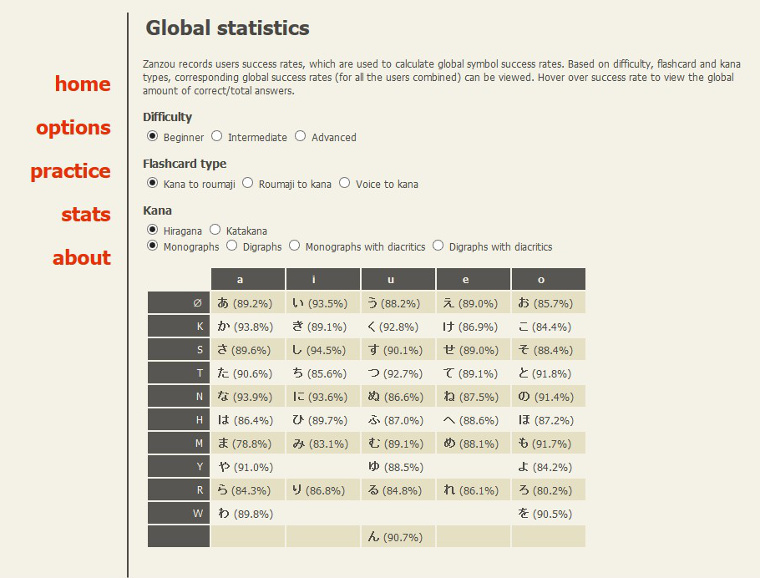 Global statistics
Zanzou records users success rates, which are used to calculate global symbol success rates. Based on difficulty, flashcard and kana
types, corresponding global success rates (for all the users combined) can be viewed. Hover over success rate to view the global
amount of correct/total answers.
home
options
practice
stats
about
Difficulty
Beginner Intermediate Advanced
Flashcard type
Kana to roumaji Roumaji to kana Voice to kana
Kana
Hiragana Katakana
Monographs Digraphs Monographs with diacritics Digraphs with diacritics
a i u e o
Ø あ (89.2%) い (93.5%) う (88.2%) え (89.0%) お (85.7%)
K か (93.8%) き (89.1%) く (92.8%) け (86.9%) こ (84.4%)
S さ (89.6%) し (94.5%) す (90.1%) せ (89.0%) そ (88.4%)
T た (90.6%) ち (85.6%) つ (92.7%) て (89.1%) と (91.8%)
N な (93.9%) に (93.6%) ぬ (86.6%) ね (87.5%) の (91.4%)
H は (86.4%) ひ (89.7%) ふ (87.0%) へ (88.6%) ほ (87.2%)
M ま (78.8%) み (83.1%) む (89.1%) め (88.1%) も (91.7%)
Y や (91.0%) ゆ (88.5%) よ (84.2%)
R ら (84.3%) り (86.8%) る (84.8%) れ (86.1%) ろ (80.2%)
W わ (89.8%) を (90.5%)
ん (90.7%)